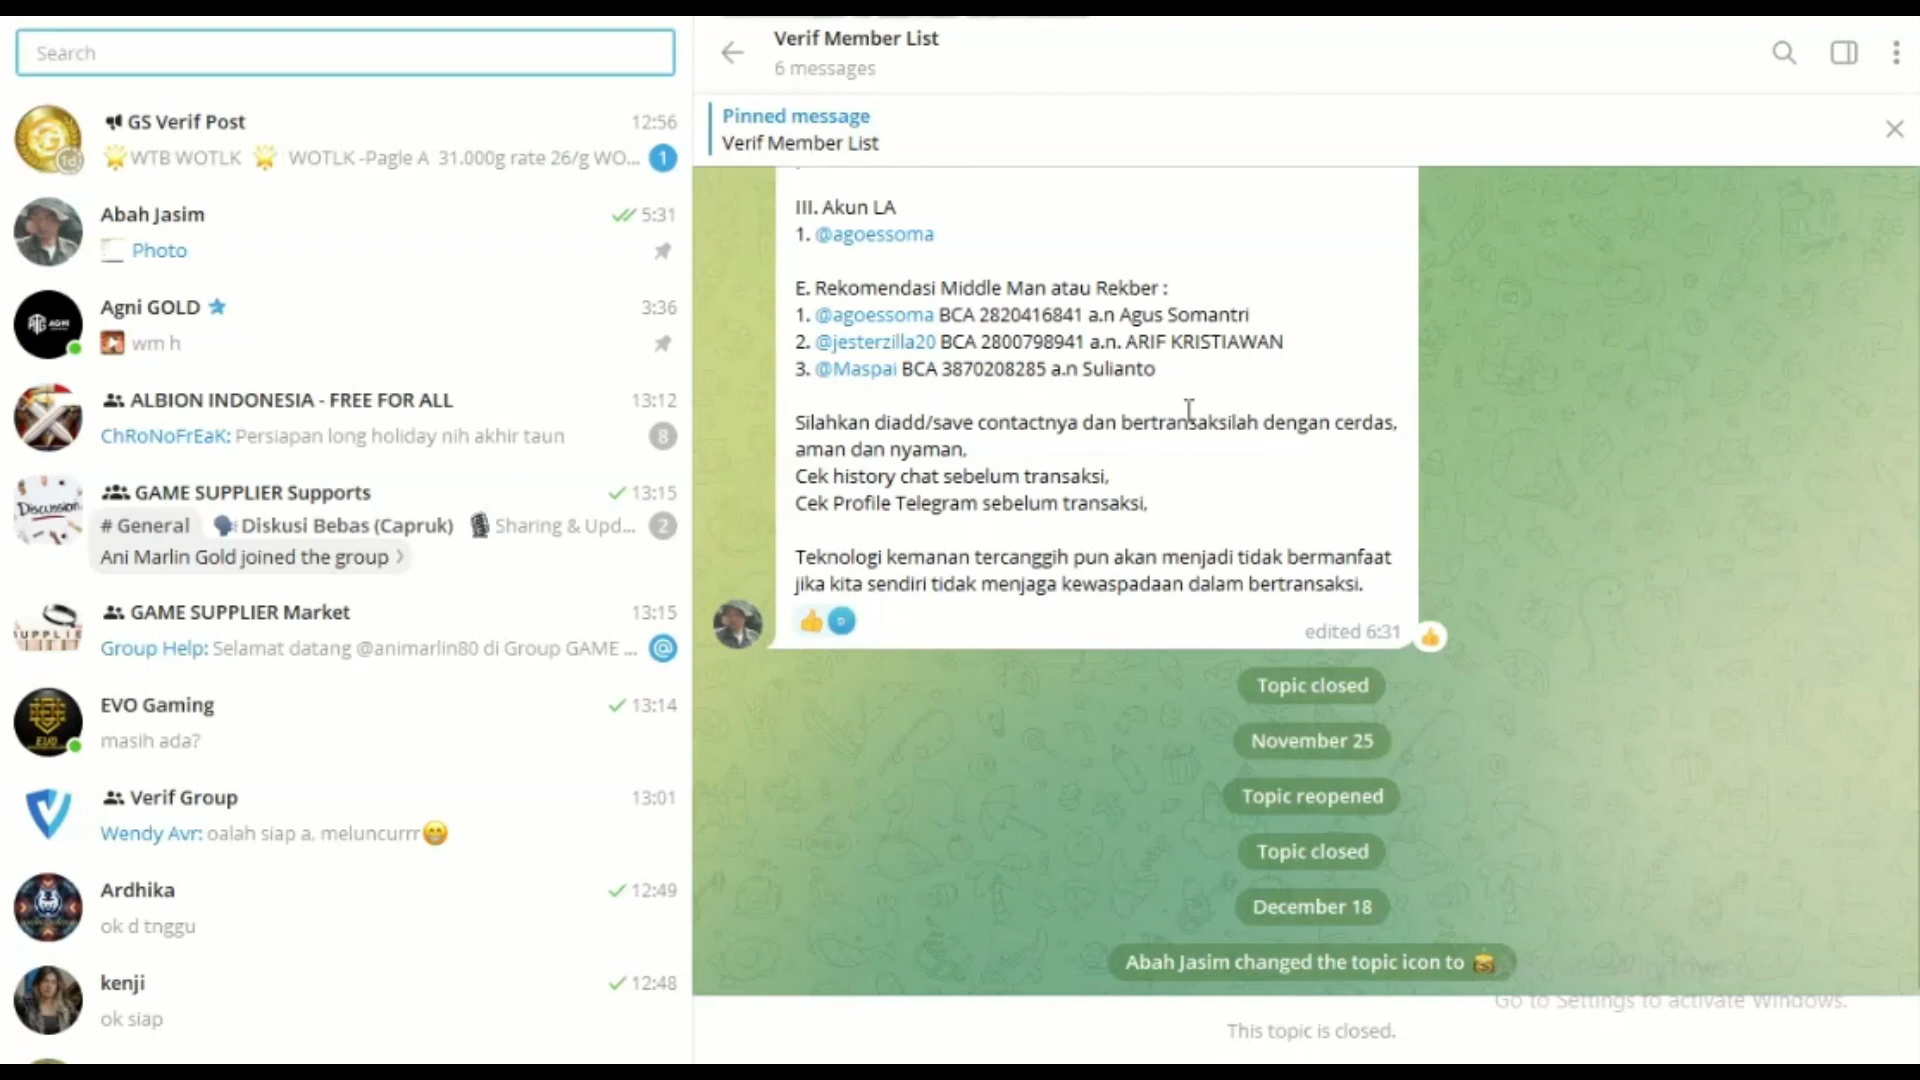 Search
GS Verif Post
12:56
WTB WOTLK WOTLK -Pagle A 31.000g rate 26/g WO...
1
1d
Abah Jasim
5:31
Photo
Agni GOLD
3:36
AGNI
wm h
ALBION INDONESIA - FREE FOR ALL
13:12
ChRoNoFrEaK: Persiapan long holiday nih akhir taun
8
Discussion
GAME SUPPLIER Supports
13:15
# General Diskusi Bebas (Capruk) Sharing & Upd...
2
Ani Marlin Gold joined the group
GAME SUPPLIER Market
13:15
SUPPLIE
Group Help: Selamat datang @animarlin80 di Group GAME ...
@
EVO Gaming
13:14
EVO
masih ada?
Verif Group
13:01
Wendy Avr: oalah siap a, meluncurrr
Ardhika
12:49
ok d tnggu
kenji
12:48
ok siap
Verif Member List
6 messages
Pinned message
Verif Member List
III. Akun LA
1. @agoessoma
E. Rekomendasi Middle Man atau Rekber :
1. @agoessoma BCA 2820416841 a.n Agus Somantri
2. @jesterzilla20 BCA 2800798941 a.n. ARIF KRISTIAWAN
3. @Maspai BCA 3870208285 a.n Sulianto
Silahkan diadd/save contactnya dan bertransaksilah dengan cerdas,
aman dan nyaman,
Cek history chat sebelum transaksi,
Cek Profile Telegram sebelum transaksi,
Teknologi kemanan tercanggih pun akan menjadi tidak bermanfaat
jika kita sendiri tidak menjaga kewaspadaan dalam bertransaksi.
D
edited 6:31
Topic closed
November 25
Topic reopened
Topic closed
December 18
Abah Jasim changed the topic icon to
Go to Settings to activate Windows.
This topic is closed.